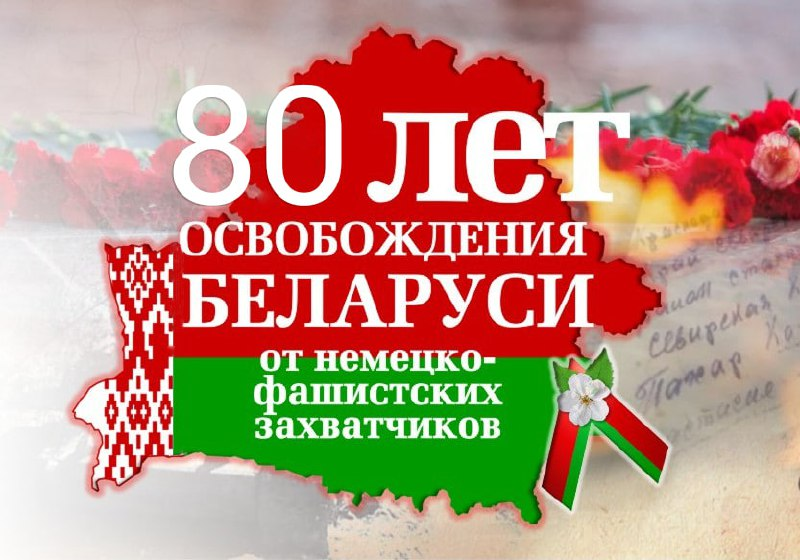 80 лет
ОСВОБОЖДЕНИЯ
БЕЛАРУСИ
от немецко-
фашистских
захватчиков